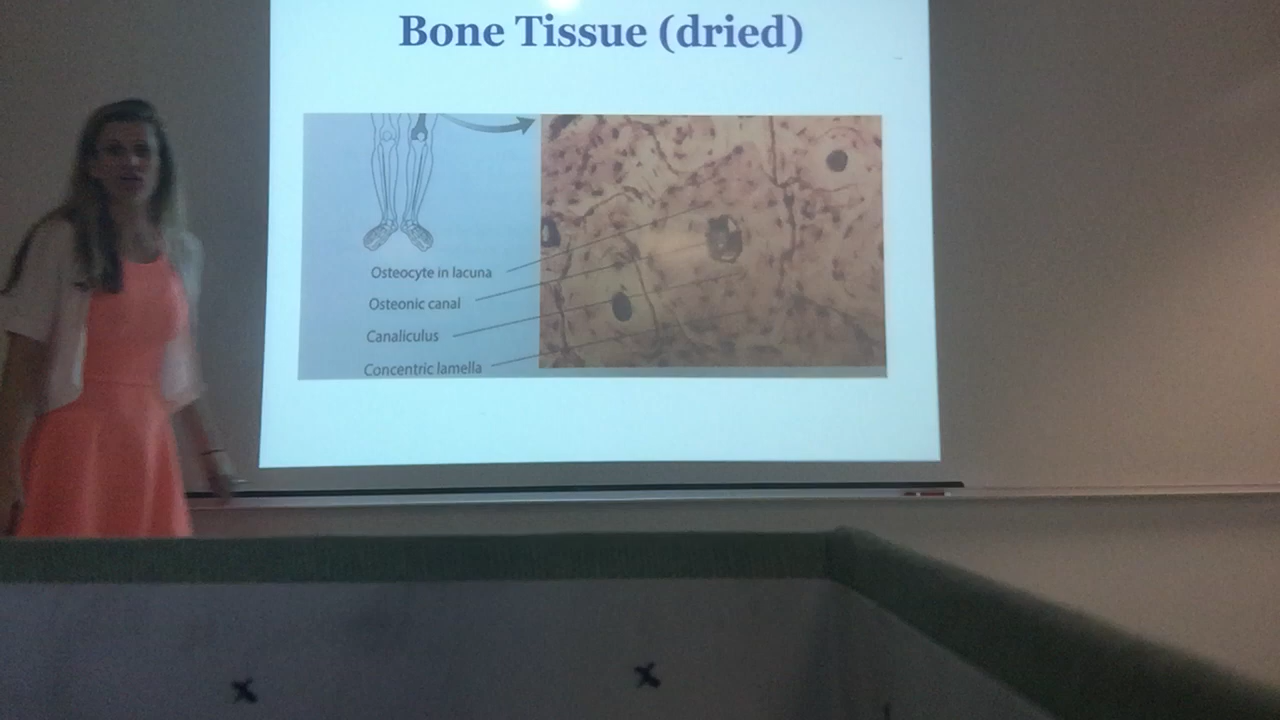 Bone Tissue (dried)
Osteocyte in lacuna
Osteonic canal
Canaliculus
Concentric lamella